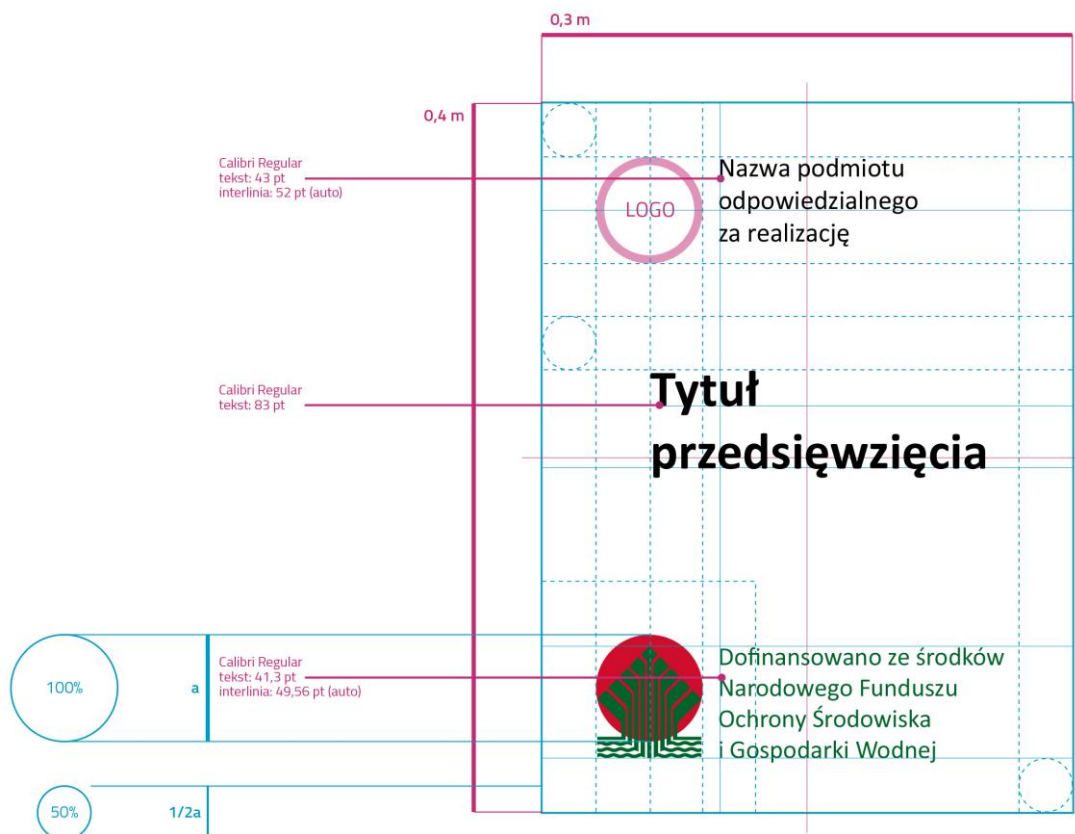 0,3 m
0,4 m
Calibri Regular
tekst: 43 pt
interlinia: 52 pt (auto)
LOGO
Nazwa podmiotu
odpowiedzialnego
za realizację
Calibri Regular
tekst: 83 pt
Tytuł
przedsięwzięcia
100%
a
Calibri Regular
tekst: 41,3 pt
interlinia: 49,56 pt (auto)
Dofinansowano ze środków
Narodowego Funduszu
Ochrony Środowiska
i Gospodarki Wodnej
50%
1/2a